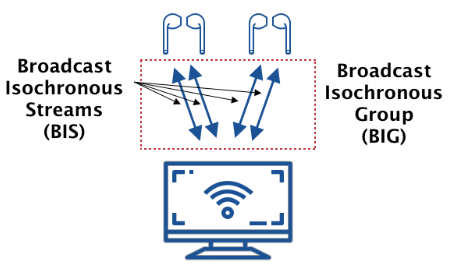 Broadcast
Isochronous
Streams
(BIS)
Broadcast
Isochronous
Group
(BIG)